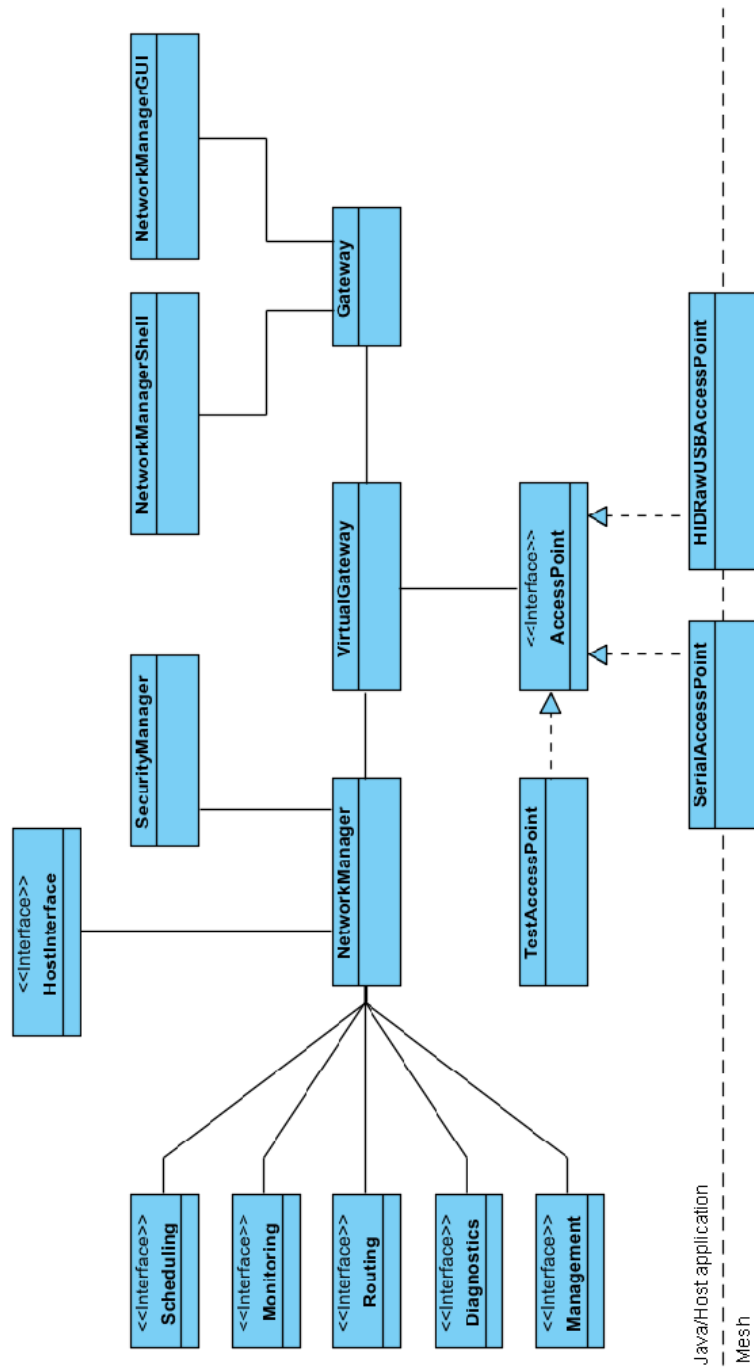 <<Interface>>
HostInterface
<<Interface>>
Scheduling
<<Interface>>
Monitoring
<<Interface>>
Routing
<<Interface>>
Diagnostics
<<Interface>>
Management
SecurityManager
NetworkManagerShell
NetworkManagerGUI
NetworkManager
VirtualGateway
Gateway
TestAccessPoint
<<Interface>>
AccessPoint
SerialAccessPoint
HIDRawUSBAccessPoint
Java/Host application
Mesh